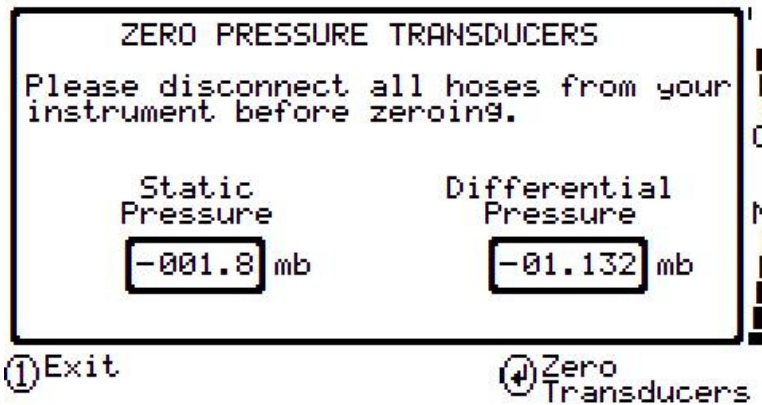 ZERO PRESSURE TRANSDUCERS
Please disconnect all hoses from your
instrument before zeroing.
Static Differential
Pressure Pressure
-001.8 mb -01.132 mb
1 Exit Zero
Transducers